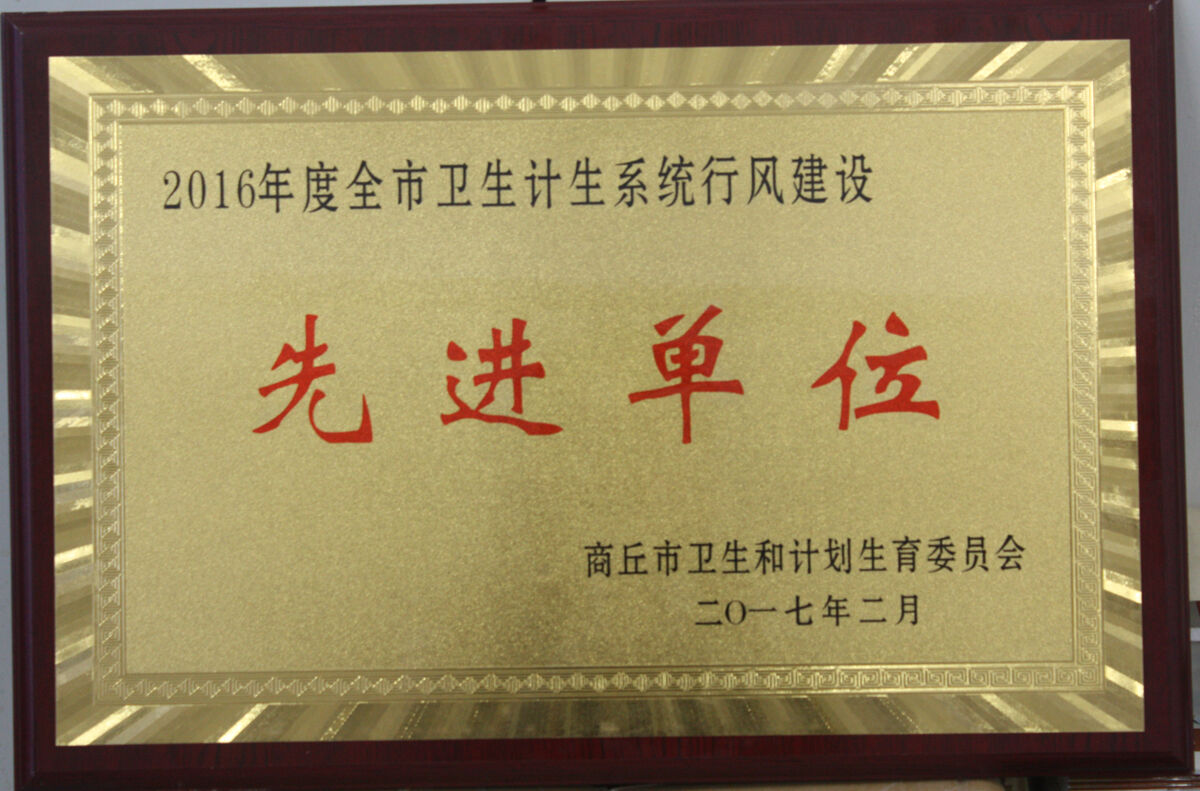 2016年度全市卫生计生系统行风建设
先进单位
商丘市卫生和计划生育委员会
二〇一七年二月